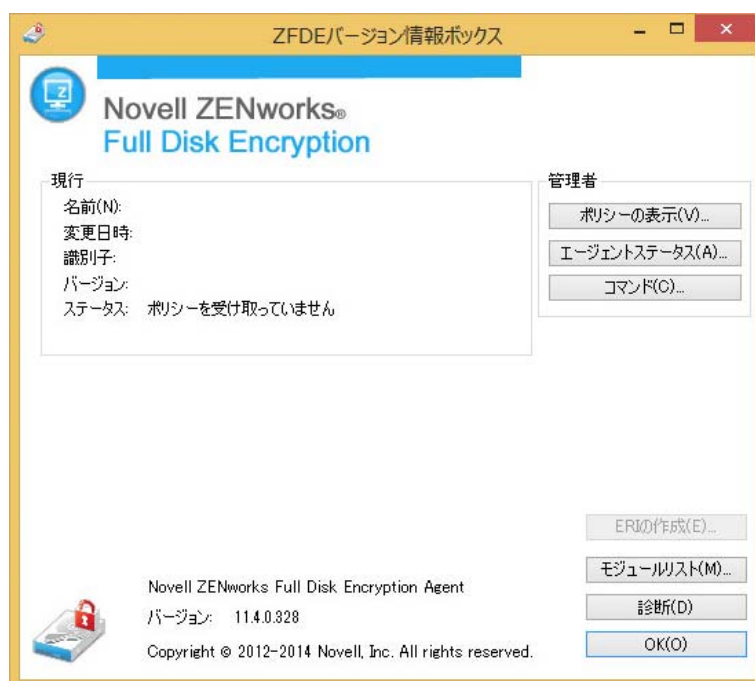 ZFDEバージョン情報ボックス
Novell ZENworks®
Full Disk Encryption
現行
名前(N):
変更日時:
識別子:
バージョン:
ステータス: ポリシーを受け取っていません
管理者
ポリシーの表示(V)...
エージェントステータス(A)...
コマンド(C)...
ERIの作成(E)...
モジュールリスト(M)...
診断(D)
OK(O)
Novell ZENworks Full Disk Encryption Agent
バージョン: 11.4.0.328
Copyright © 2012-2014 Novell, Inc. All rights reserved.